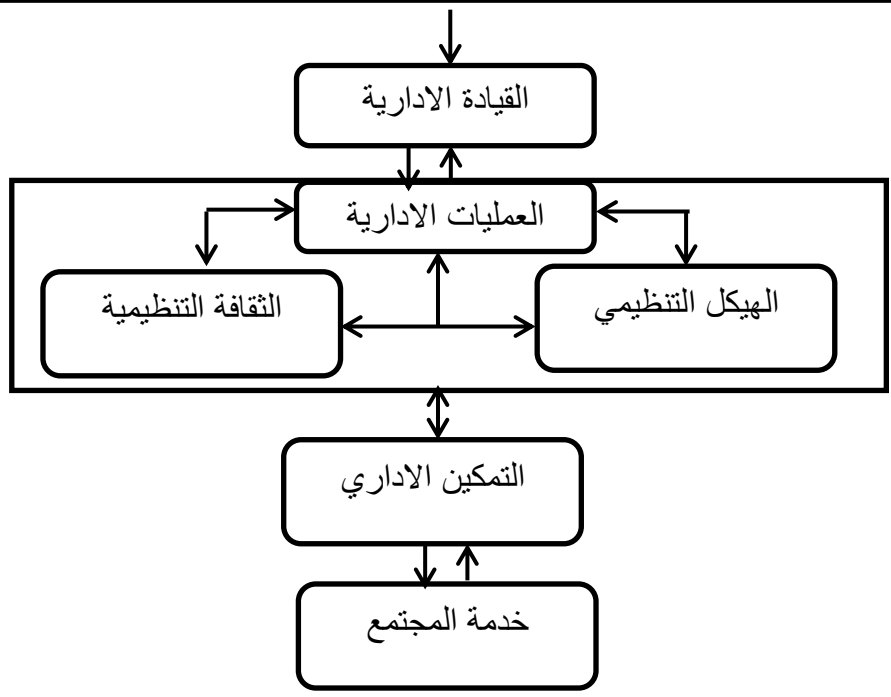 القيادة الادارية
العمليات الادارية
الهيكل التنظيمي
الثقافة التنظيمية
التمكين الاداري
خدمة المجتمع